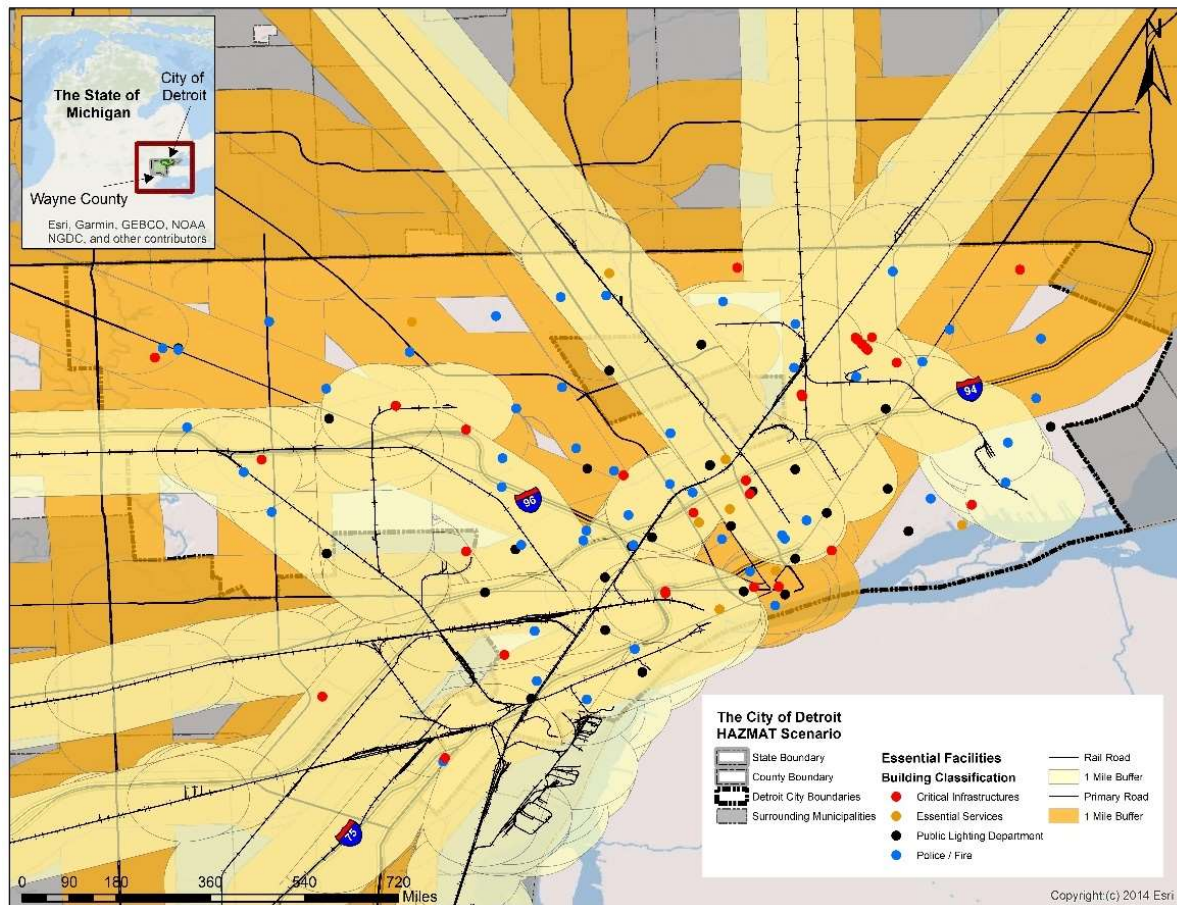 City of
Detroit
The State of
Michigan
Wayne County
Esri, Garmin, GEBCO, NOAA
NGDC, and other contributors
N
94
96
75
The City of Detroit
HAZMAT Scenario
State Boundary
County Boundary
Detroit City Boundaries
Surrounding Municipalities
Essential Facilities
Building Classification
Critical Infrastructures
Essential Services
Public Lighting Department
Police / Fire
Rail Road
1 Mile Buffer
Primary Road
1 Mile Buffer
0 90 180 360 540 720
Miles
Copyright:(c) 2014 Esri